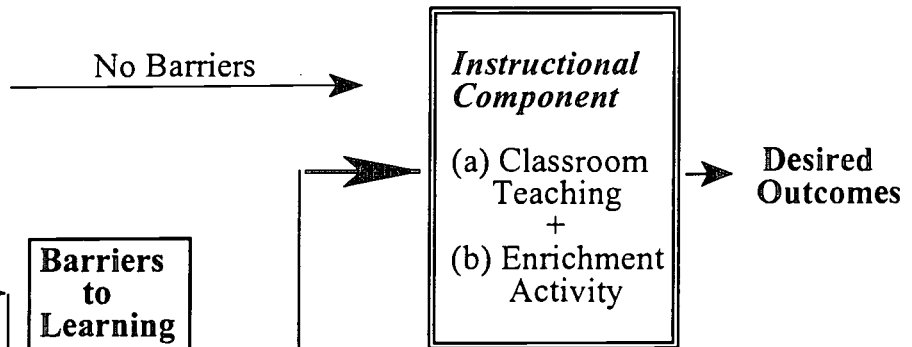 No Barriers
Instructional
Component
(a) Classroom
Teaching
+
(b) Enrichment
Activity
Desired
Outcomes
Barriers
to
Learning